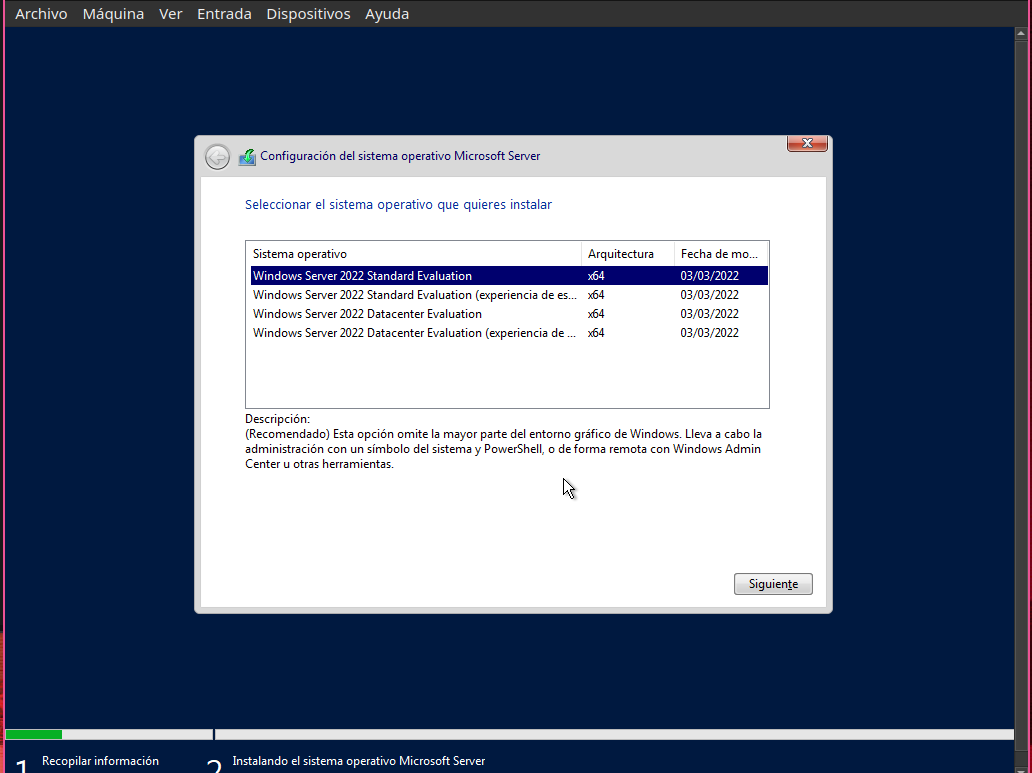 Archivo Máquina Ver Entrada Dispositivos Ayuda
Configuración del sistema operativo Microsoft Server
Seleccionar el sistema operativo que quieres instalar
Sistema operativo Arquitectura Fecha de mo...
Windows Server 2022 Standard Evaluation x64 03/03/2022
Windows Server 2022 Standard Evaluation (experiencia de es... x64 03/03/2022
Windows Server 2022 Datacenter Evaluation x64 03/03/2022
Windows Server 2022 Datacenter Evaluation (experiencia de ... x64 03/03/2022
Descripción:
(Recomendado) Esta opción omite la mayor parte del entorno gráfico de Windows. Lleva a cabo la
administración con un símbolo del sistema y PowerShell, o de forma remota con Windows Admin
Center u otras herramientas.
Siguiente
1 Recopilar información 2 Instalando el sistema operativo Microsoft Server